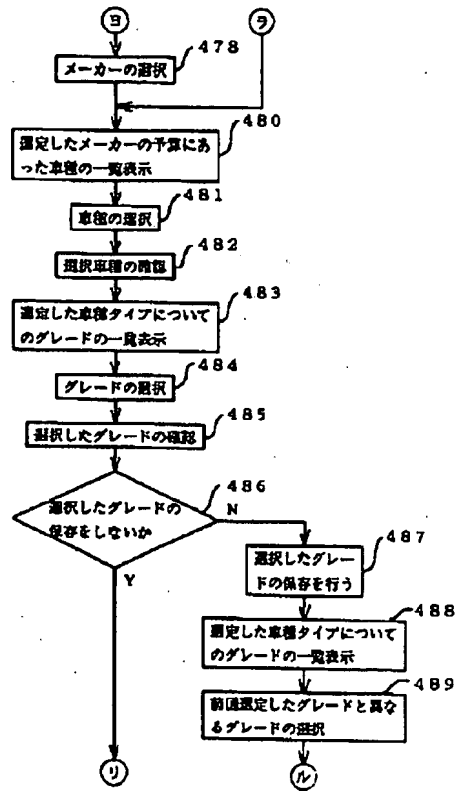 ヨ
ヲ
メーカーの選択
478
選定したメーカーの予算にあ
った車種の一覧表示
480
車種の選択
481
選択車種の確認
482
選定した車種タイプについて
のグレードの一覧表示
483
グレードの選択
484
選択したグレードの確認
485
選択したグレードの
保存をしないか
486
N
Y
選択したグレー
ドの保存を行う
487
選定した車種タイプについて
のグレードの一覧表示
488
前回選定したグレードと異な
るグレードの選択
489
リ
ル